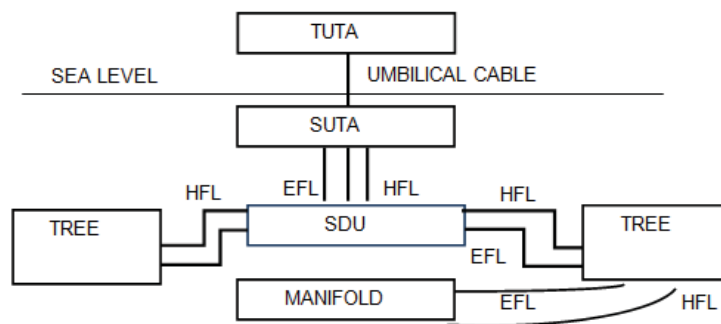 TUTA
SEA LEVEL
UMBILICAL CABLE
SUTA
EFL
HFL
HFL
HFL
TREE
SDU
TREE
EFL
MANIFOLD
EFL
HFL